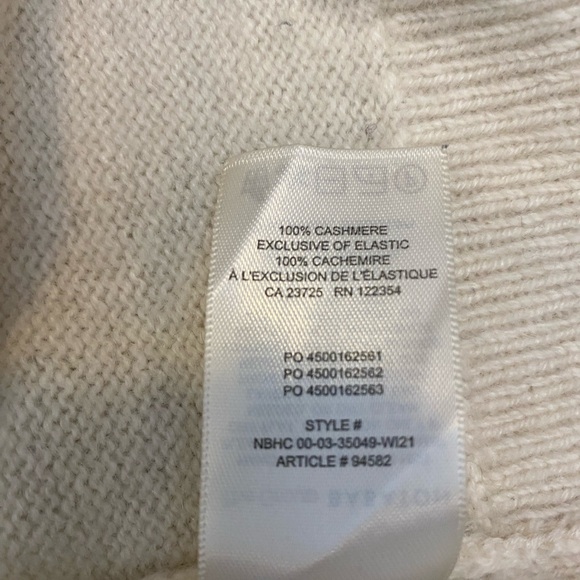 100% CASHMERE
EXCLUSIVE OF ELASTIC
100% CACHEMIRE
À L'EXCLUSION DE L'ÉLASTIQUE
CA 23725 RN 122354
PO 4500162561
PO 4500162562
PO 4500162563
STYLE #
NBHC 00-03-35049-WI21
ARTICLE # 94582
BABATON